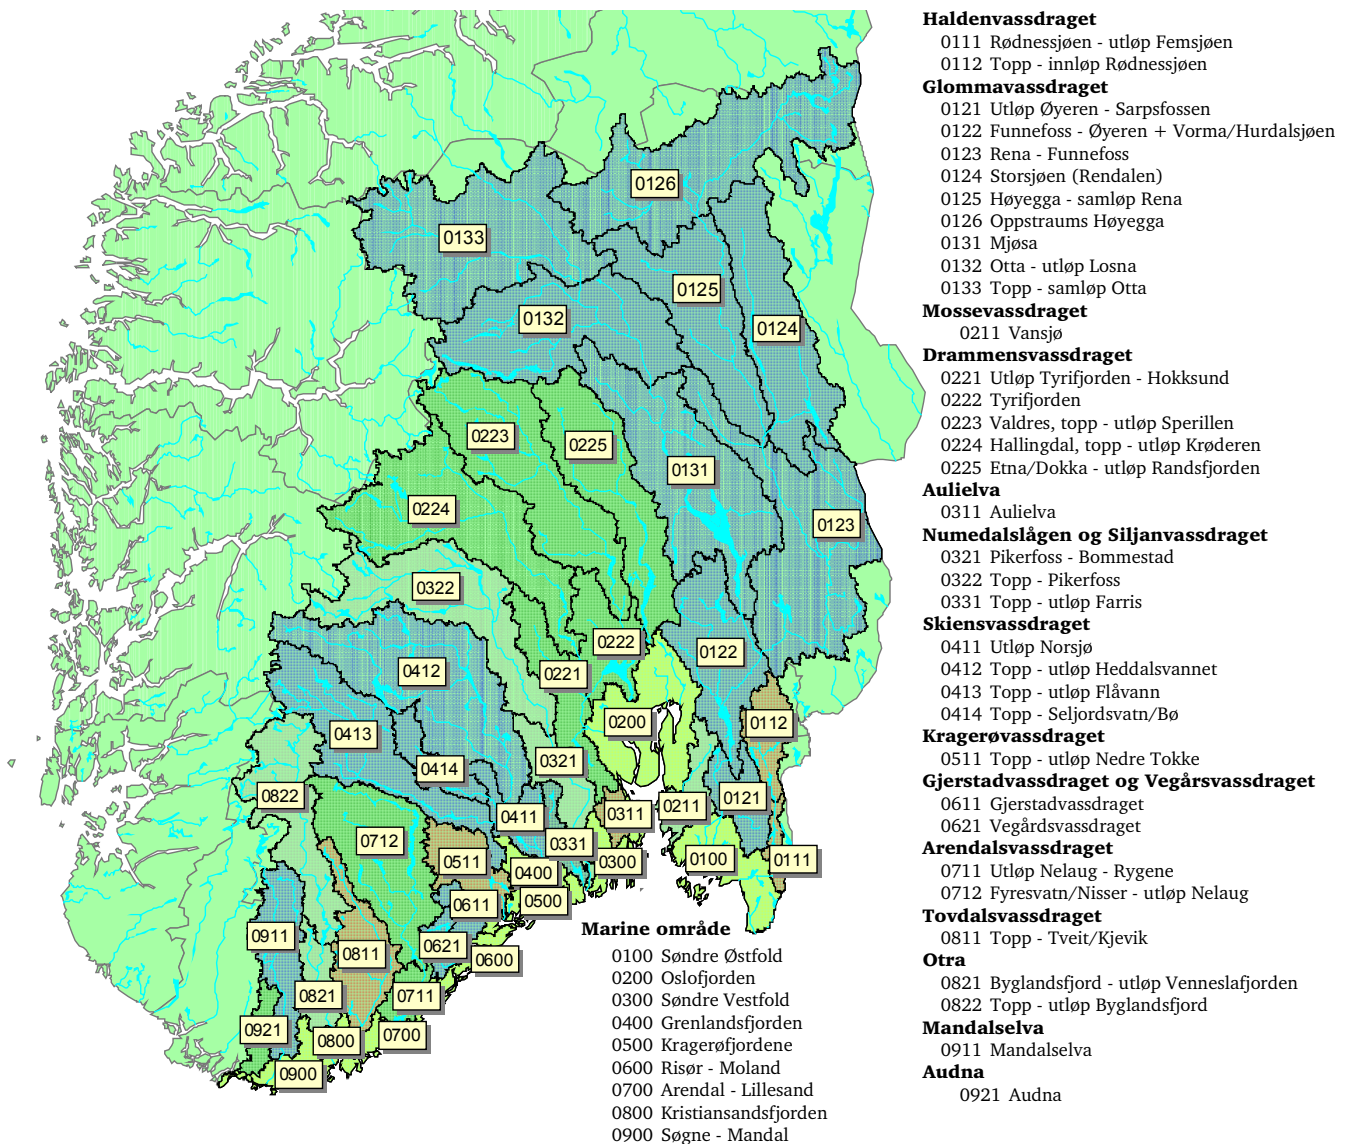 0126
0133
0125
0132
0124
0223
0225
0131
0224
0123
0322
0222
0122
0412
0221
0200
0112
0413
0321
0414
0822
0121
0211
0411
0311
0712
0331
0511
0300
0100
0111
0400
0500
0611
0911
0621
0811
0600
0821
0711
0921
0700
0800
0900
Marine område
0100 Søndre Østfold
0200 Oslofjorden
0300 Søndre Vestfold
0400 Grenlandsfjorden
0500 Kragerøfjordene
0600 Risør - Moland
0700 Arendal - Lillesand
0800 Kristiansandsfjorden
0900 Søgne - Mandal
Haldenvassdraget
0111 Rødnessjøen - utløp Femsjøen
0112 Topp - innløp Rødnessjøen
Glommavassdraget
0121 Utløp Øyeren - Sarpsfossen
0122 Funnefoss - Øyeren + Vorma/Hurdalsjøen
0123 Rena - Funnefoss
0124 Storsjøen (Rendalen)
0125 Høyegga - samløp Rena
0126 Oppstraums Høyegga
0131 Mjøsa
0132 Otta - utløp Losna
0133 Topp - samløp Otta
Mossevassdraget
0211 Vansjø
Drammensvassdraget
0221 Utløp Tyrifjorden - Hokksund
0222 Tyrifjorden
0223 Valdres, topp - utløp Sperillen
0224 Hallingdal, topp - utløp Krøderen
0225 Etna/Dokka - utløp Randsfjorden
Aulielva
0311 Aulielva
Numedalslågen og Siljanvassdraget
0321 Pikerfoss - Bommestad
0322 Topp - Pikerfoss
0331 Topp - utløp Farris
Skiensvassdraget
0411 Utløp Norsjø
0412 Topp - utløp Heddalsvannet
0413 Topp - utløp Flåvann
0414 Topp - Seljordsvatn/Bø
Kragerøvassdraget
0511 Topp - utløp Nedre Tokke
Gjerstadvassdraget og Vegårsvassdraget
0611 Gjerstadvassdraget
0621 Vegårdsvassdraget
Arendalsvassdraget
0711 Utløp Nelaug - Rygene
0712 Fyresvatn/Nisser - utløp Nelaug
Tovdalsvassdraget
0811 Topp - Tveit/Kjevik
Otra
0821 Byglandsfjord - utløp Venneslafjorden
0822 Topp - utløp Byglandsfjord
Mandalselva
0911 Mandalselva
Audna
0921 Audna